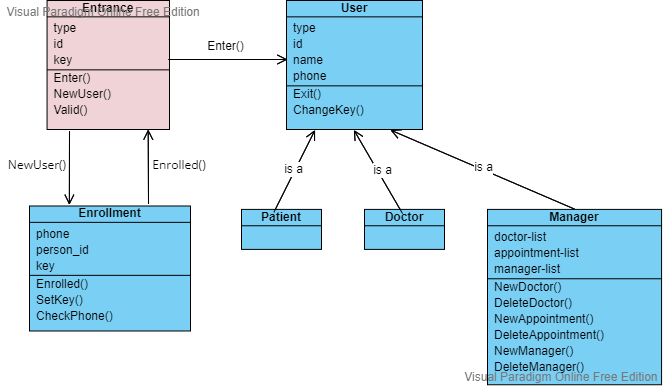 Visual Paradigm Online Free Edition
Entrance
type
id
key
Enter()
NewUser()
Valid()
Enter()
User
type
id
name
phone
Exit()
ChangeKey()
NewUser()
Enrolled()
is a
is a
is a
Enrollment
phone
person_id
key
Enrolled()
SetKey()
CheckPhone()
Patient
Doctor
Manager
doctor-list
appointment-list
manager-list
NewDoctor()
DeleteDoctor()
NewAppointment()
DeleteAppointment()
NewManager()
DeleteManager()
Visual Paradigm Online Free Edition